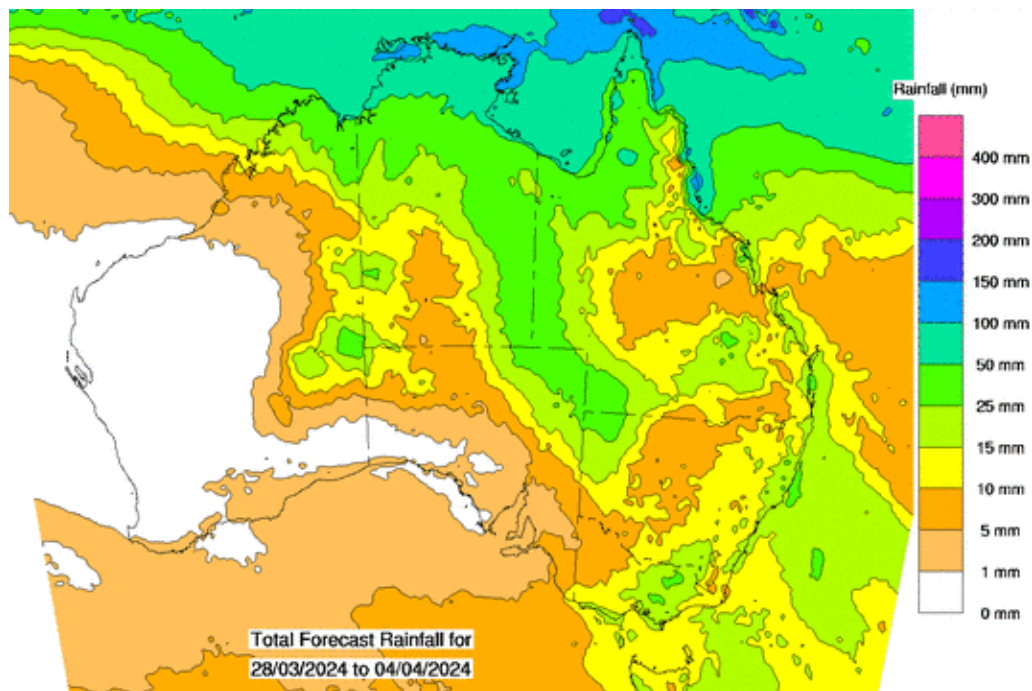 Rainfall (mm)
400 mm
300 mm
200 mm
150 mm
100 mm
50 mm
25 mm
15 mm
10 mm
5 mm
1 mm
0 mm
Total Forecast Rainfall for
28/03/2024 to 04/04/2024